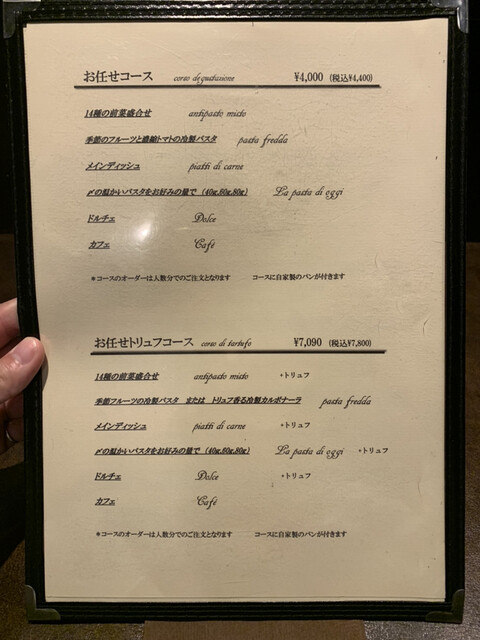 お任せコース corso degustazione ¥4,000 (税込¥4,400)
14種の前菜盛合せ antipasto misto
季節のフルーツと濃縮トマトの冷製パスタ pasta fredda
メインディッシュ piatti di carne
〆の温かいパスタをお好みの量で (40g,60g,80g) La pasta di oggi
ドルチェ Dolce
カフェ Café
＊コースのオーダーは人数分でのご注文となります コースに自家製のパンが付きます
お任せトリュフコース corso di tartufo ¥7,090 (税込¥7,800)
14種の前菜盛合せ antipasto misto +トリュフ
季節フルーツの冷製パスタ または トリュフ香る冷製カルボナーラ pasta fredda
メインディッシュ piatti di carne +トリュフ
〆の温かいパスタをお好みの量で (40g,60g,80g) La pasta di oggi +トリュフ
ドルチェ Dolce +トリュフ
カフェ Café
＊コースのオーダーは人数分でのご注文となります コースに自家製のパンが付きます